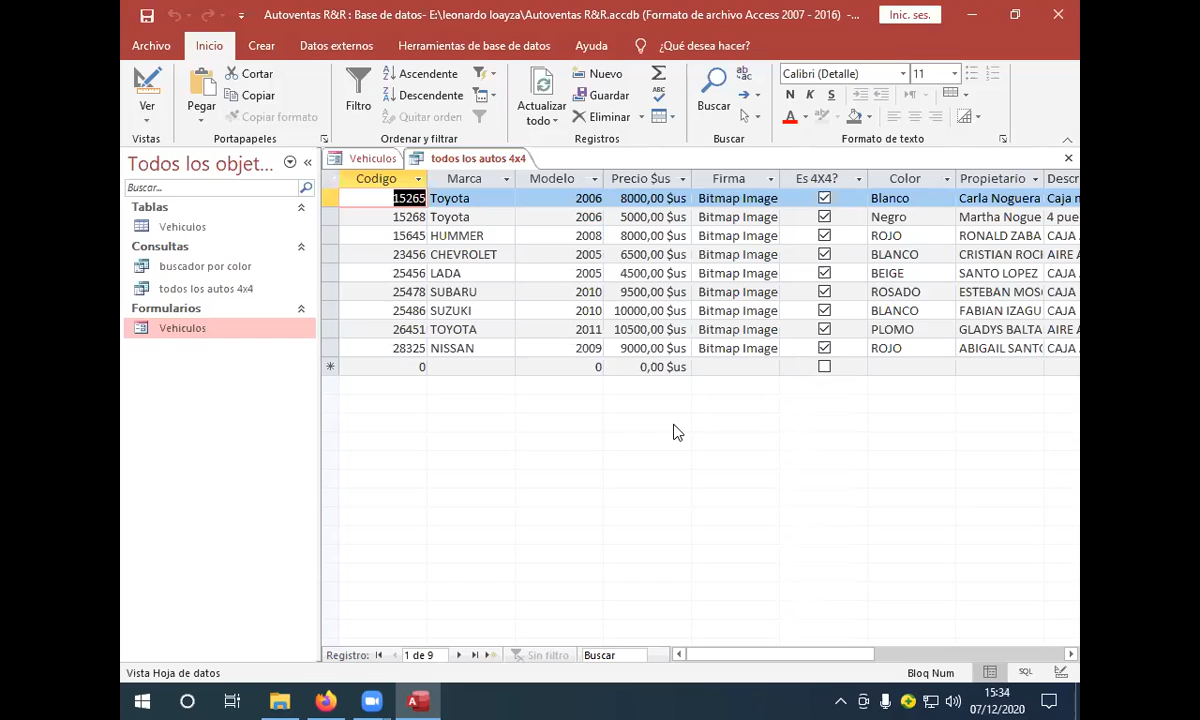 Autoventas R&R : Base de datos- E:\leonardo loayza\Autoventas R&R.accdb (Formato de archivo Access 2007 - 2016) -...
Inic. ses.
Archivo Inicio Crear Datos externos Herramientas de base de datos Ayuda ¿Qué desea hacer?
Ver
Vistas
Pegar
Cortar
Copiar
Copiar formato
Portapapeles
Filtro
Ascendente
Descendente
Quitar orden
Ordenar y filtrar
Actualizar todo
Nuevo
Guardar
Eliminar
Registros
Buscar
Buscar
Calibri (Detalle) 11
N K S
Formato de texto
Todos los objet...
Buscar...
Tablas
Vehiculos
Consultas
buscador por color
todos los autos 4x4
Formularios
Vehiculos
Vehiculos todos los autos 4x4
Codigo Marca Modelo Precio $us Firma Es 4X4? Color Propietario Descr
15265 Toyota 2006 8000,00 $us Bitmap Image Blanco Carla Noguera Caja m
15268 Toyota 2006 5000,00 $us Bitmap Image Negro Martha Nogue 4 pue
15645 HUMMER 2008 8000,00 $us Bitmap Image ROJO RONALD ZABA CAJA
23456 CHEVROLET 2005 6500,00 $us Bitmap Image BLANCO CRISTIAN ROCH AIRE A
25456 LADA 2005 4500,00 $us Bitmap Image BEIGE SANTO LOPEZ CAJA
25478 SUBARU 2010 9500,00 $us Bitmap Image ROSADO ESTEBAN MOSC CAJA
25486 SUZUKI 2010 10000,00 $us Bitmap Image BLANCO FABIAN IZAGU CAJA
26451 TOYOTA 2011 10500,00 $us Bitmap Image PLOMO GLADYS BALTA AIRE A
28325 NISSAN 2009 9000,00 $us Bitmap Image ROJO ABIGAIL SANTO CAJA
0 0 0,00 $us
Registro: 1 de 9 Sin filtro Buscar
Vista Hoja de datos
Bloq Num
SQL
15:34
07/12/2020